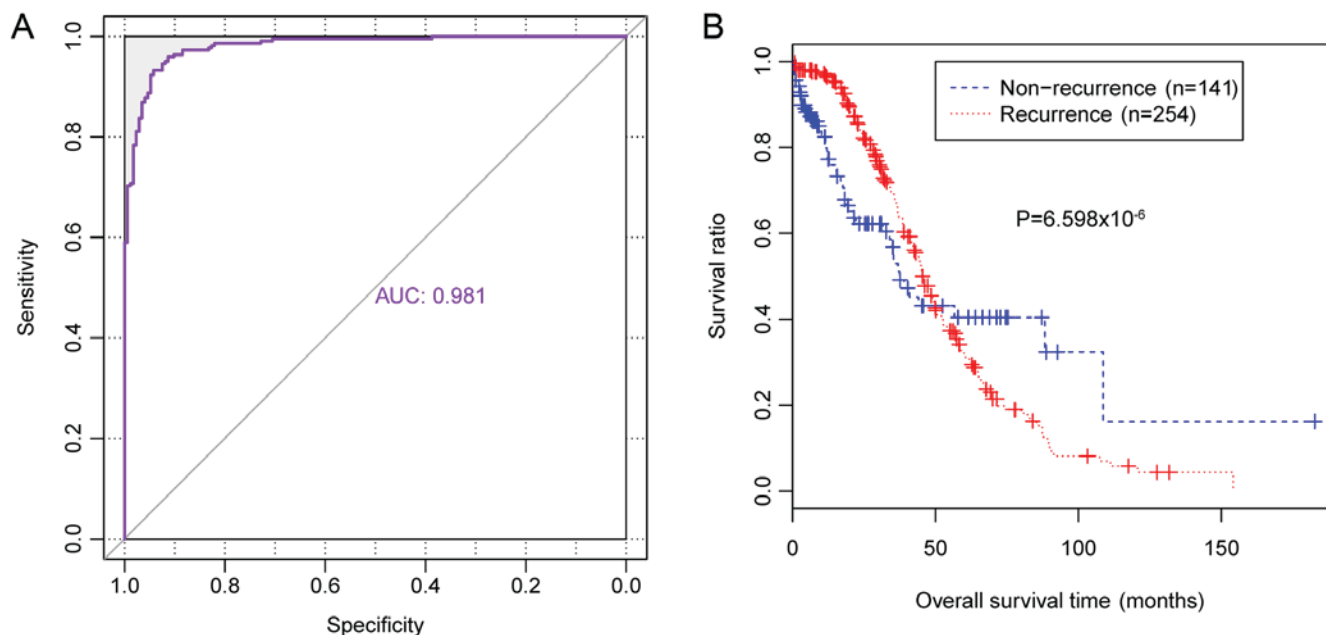 A
1.0
0.8
0.6
0.4
0.2
0.0
Sensitivity
AUC: 0.981
1.0 0.8 0.6 0.4 0.2 0.0
Specificity
B
1.0
0.8
0.6
0.4
0.2
0.0
Survival ratio
Non-recurrence (n=141)
Recurrence (n=254)
P=6.598x10⁻⁶
0 50 100 150
Overall survival time (months)